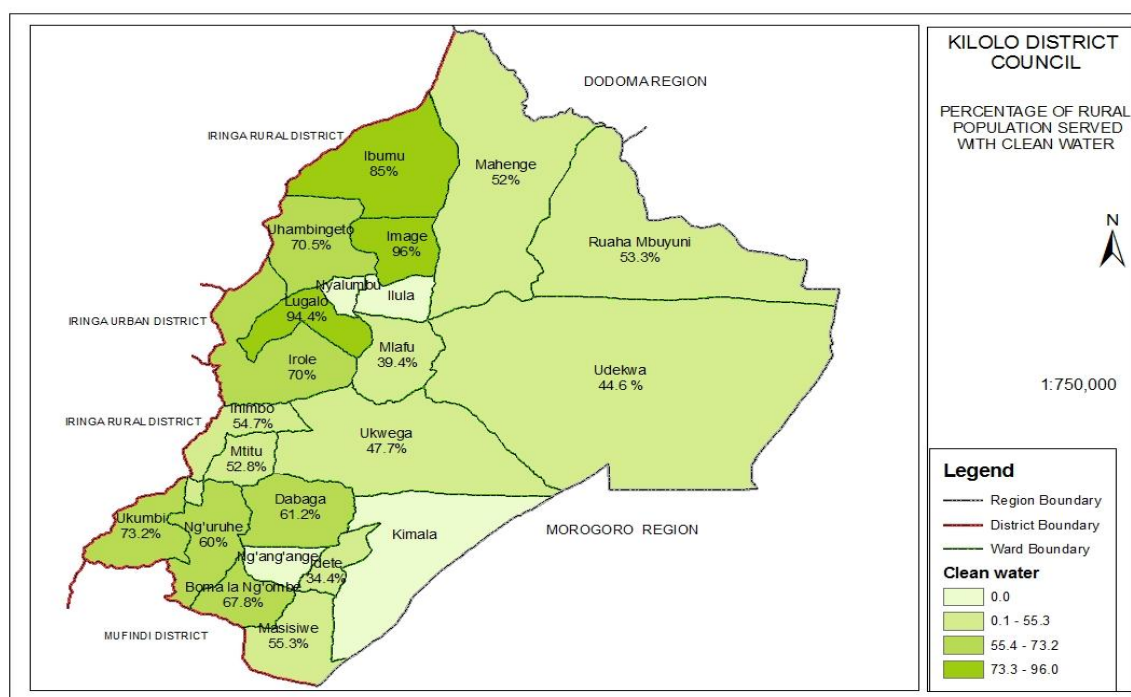 KILOLO DISTRICT
COUNCIL
PERCENTAGE OF RURAL
POPULATION SERVED
WITH CLEAN WATER
N
1:750,000
Legend
Region Boundary
District Boundary
Ward Boundary
Clean water
0.0
0.1 - 55.3
55.4 - 73.2
73.3 - 96.0
DODOMA REGION
IRINGA RURAL DISTRICT
Ibumu
85%
Mahenge
52%
Uhambingeto
70.5%
Image
96%
Ruaha Mbuyuni
53.3%
Nyalumbu
Ilula
Lugalo
94.4%
IRINGA URBAN DISTRICT
Mlafu
39.4%
Irole
70%
Udekwa
44.6 %
IRINGA RURAL DISTRICT
Ihimbo
54.7%
Ukwega
47.7%
Mtitu
52.8%
Dabaga
61.2%
Ukumbi
73.2%
Ng'uruhe
60%
Kimala
MOROGORO REGION
Ng'ang'ange
Idete
34.4%
Boma la Ng'ombe
67.8%
Masisiwe
55.3%
MUFINDI DISTRICT